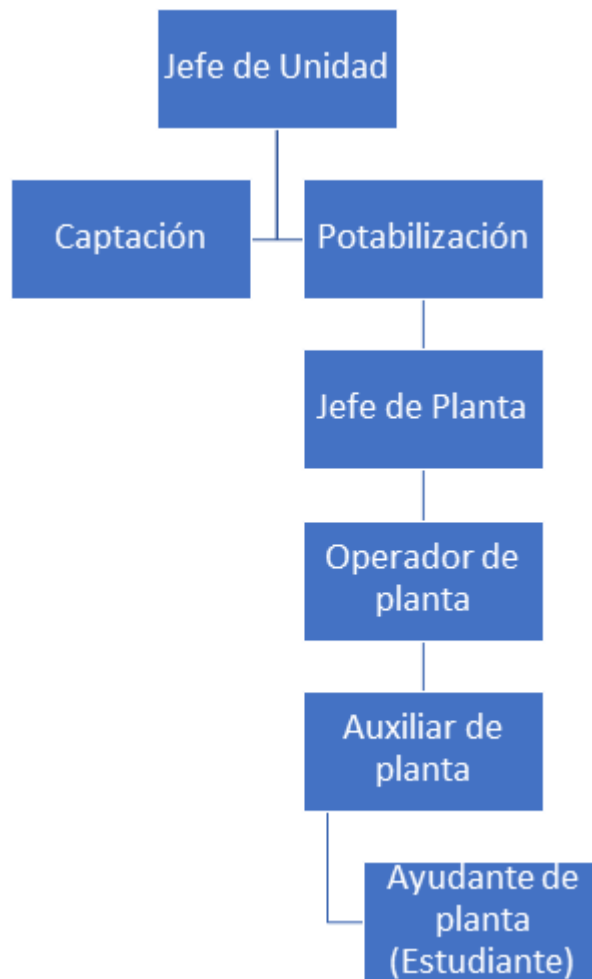 Jefe de Unidad
Captación
Potabilización
Jefe de Planta
Operador de
planta
Auxiliar de
planta
Ayudante de
planta
(Estudiante)